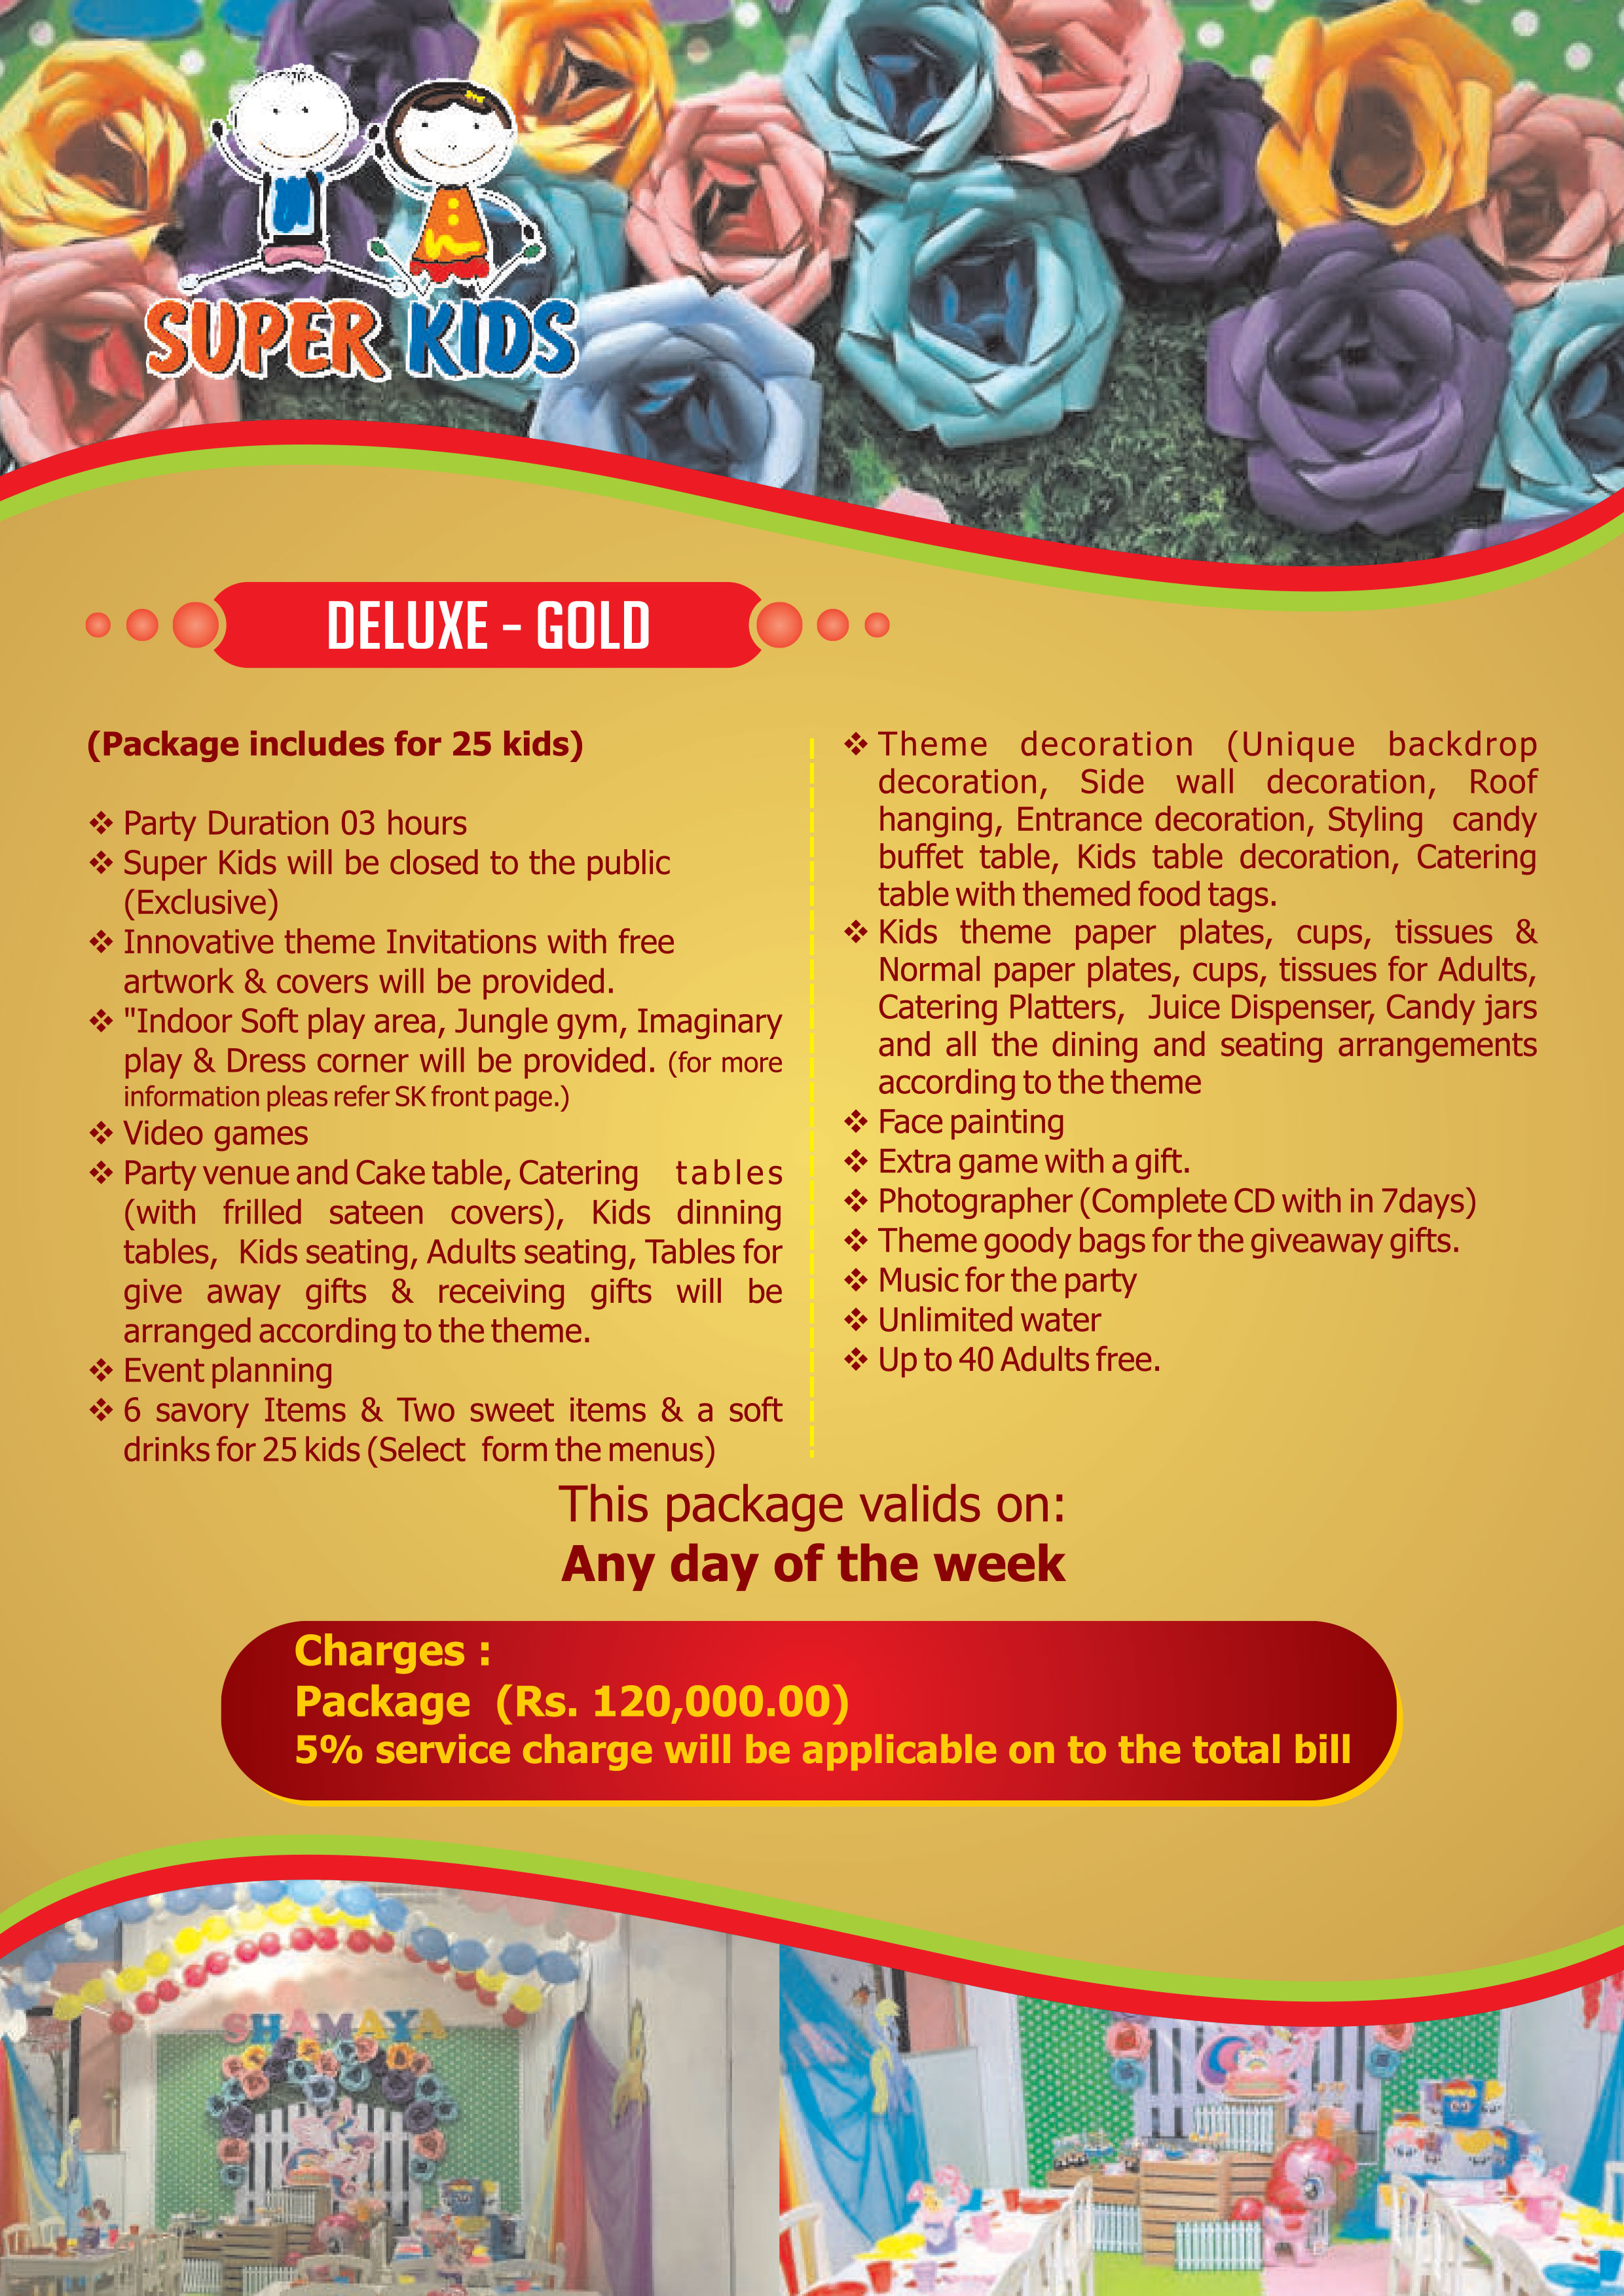 SUPER KIDS
DELUXE - GOLD
(Package includes for 25 kids)
❖ Party Duration 03 hours
❖ Super Kids will be closed to the public
(Exclusive)
❖ Innovative theme Invitations with free
artwork & covers will be provided.
❖ "Indoor Soft play area, Jungle gym, Imaginary
play & Dress corner will be provided. (for more
information pleas refer SK front page.)
❖ Video games
❖ Party venue and Cake table, Catering tables
(with frilled sateen covers), Kids dinning
tables, Kids seating, Adults seating, Tables for
give away gifts & receiving gifts will be
arranged according to the theme.
❖ Event planning
❖ 6 savory Items & Two sweet items & a soft
drinks for 25 kids (Select form the menus)
❖ Theme decoration (Unique backdrop
decoration, Side wall decoration, Roof
hanging, Entrance decoration, Styling candy
buffet table, Kids table decoration, Catering
table with themed food tags.
❖ Kids theme paper plates, cups, tissues &
Normal paper plates, cups, tissues for Adults,
Catering Platters, Juice Dispenser, Candy jars
and all the dining and seating arrangements
according to the theme
❖ Face painting
❖ Extra game with a gift.
❖ Photographer (Complete CD with in 7days)
❖ Theme goody bags for the giveaway gifts.
❖ Music for the party
❖ Unlimited water
❖ Up to 40 Adults free.
This package valids on:
Any day of the week
Charges :
Package (Rs. 120,000.00)
5% service charge will be applicable on to the total bill
SHAMAYA